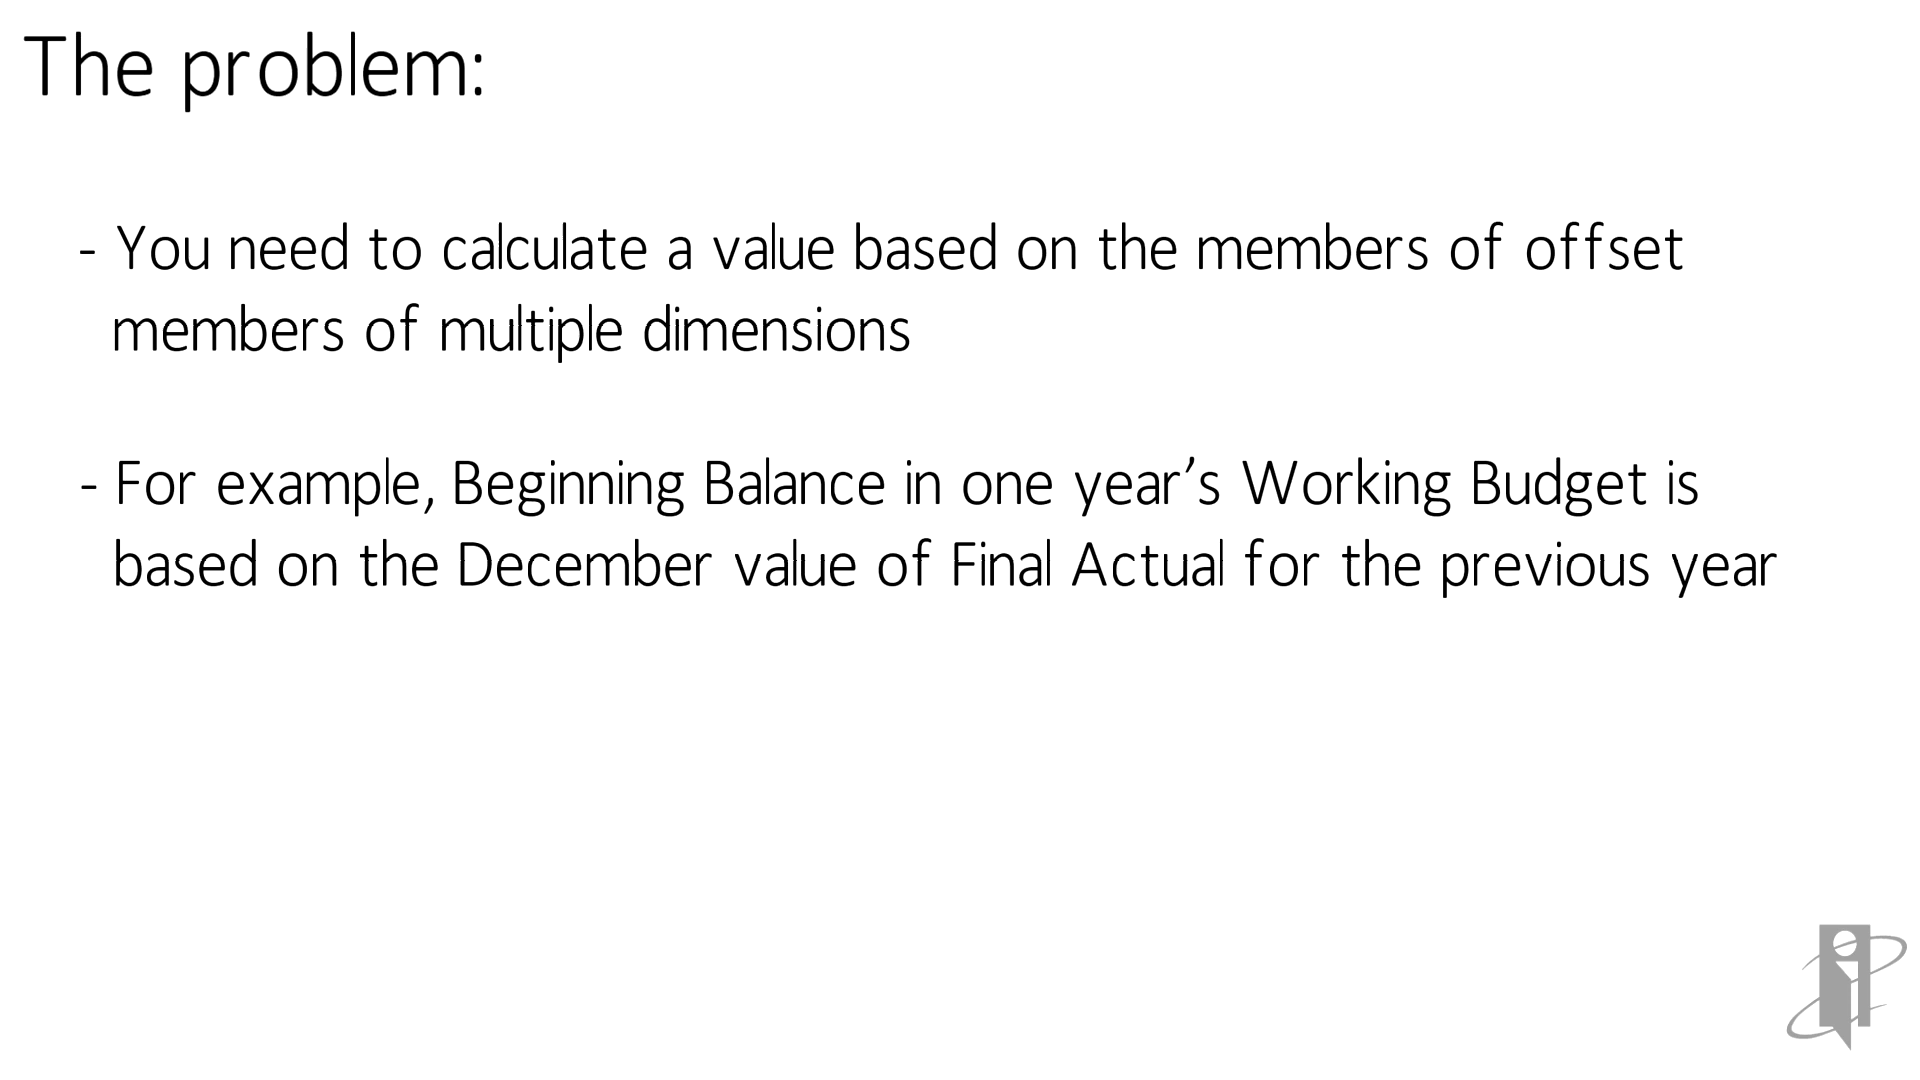 The problem:
- You need to calculate a value based on the members of offset
members of multiple dimensions
- For example, Beginning Balance in one year’s Working Budget is
based on the December value of Final Actual for the previous year